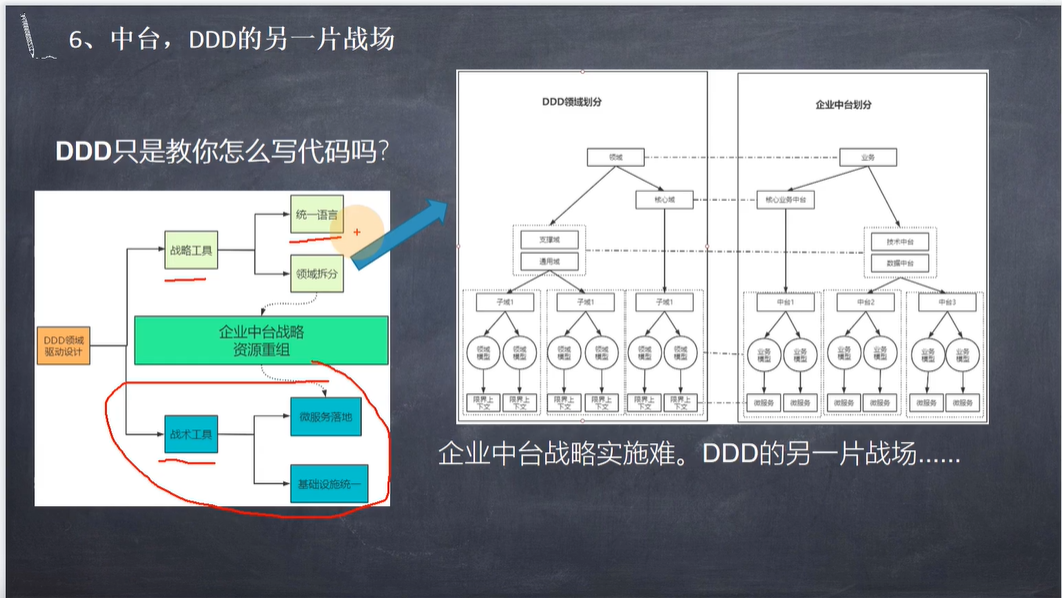 6、中台，DDD的另一片战场
DDD只是教你怎么写代码吗?
DDD领域
驱动设计
战略工具
统一语言
领域拆分
企业中台战略
资源重组
战术工具
微服务落地
基础设施统一
DDD领域划分
领域
核心域
支撑域
通用域
子域1
子域1
子域1
领域
模型
领域
模型
领域
模型
领域
模型
领域
模型
领域
模型
限界上
下文
限界上
下文
限界上
下文
限界上
下文
限界上
下文
限界上
下文
企业中台划分
业务
核心业务中台
技术中台
数据中台
中台1
中台2
中台3
业务
模型
业务
模型
业务
模型
业务
模型
业务
模型
业务
模型
微服务
微服务
微服务
微服务
微服务
微服务
企业中台战略实施难。DDD的另一片战场......